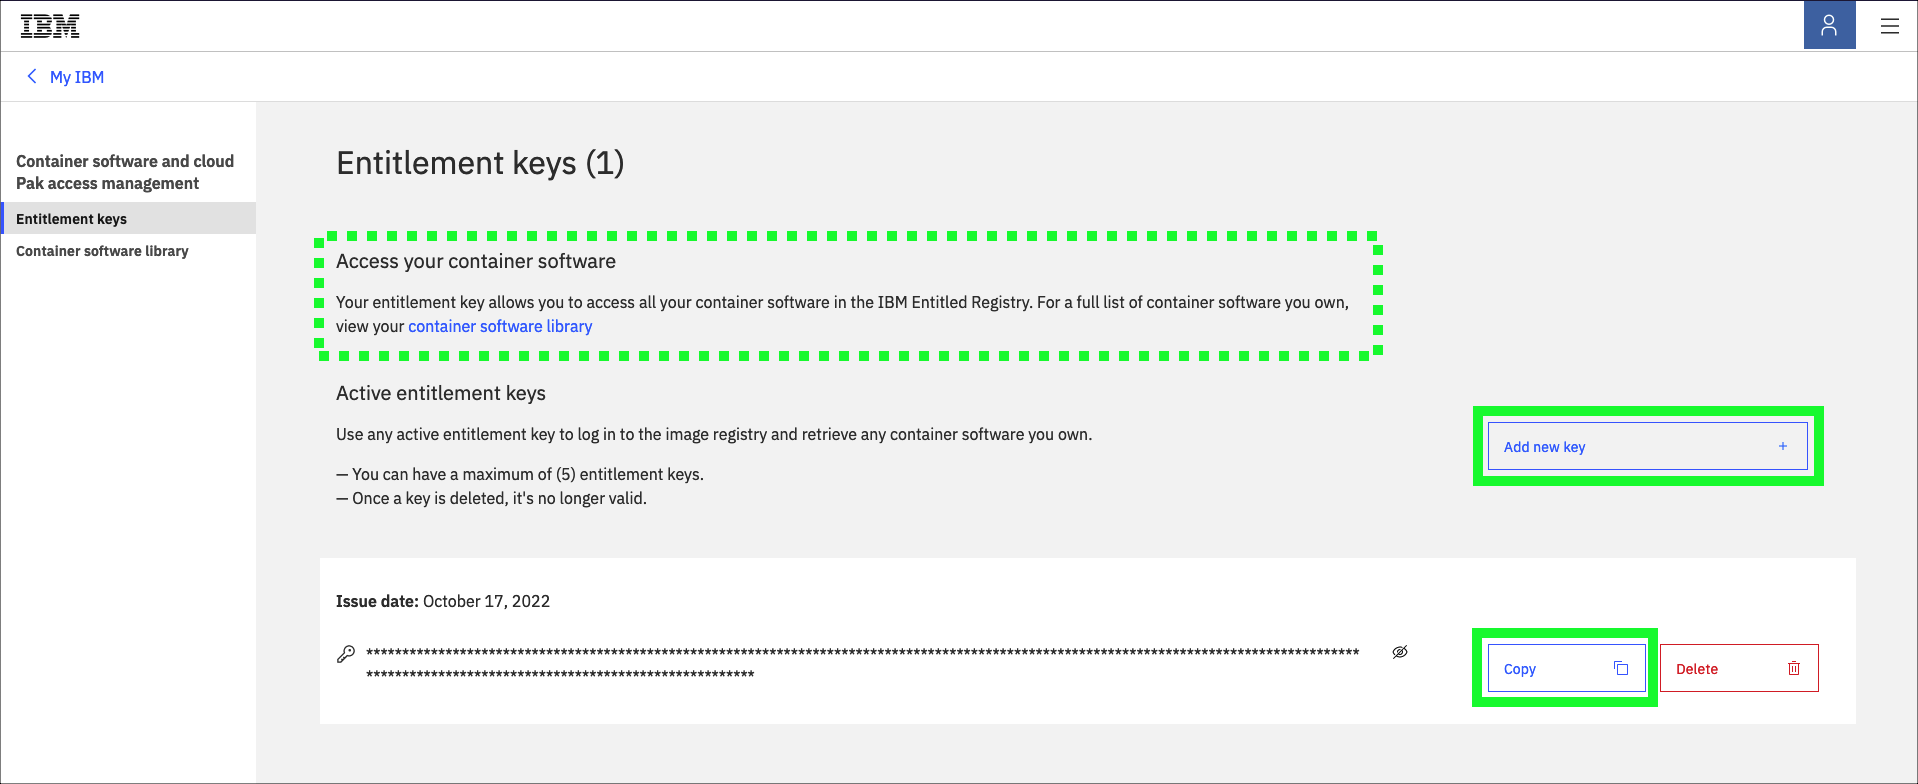 IBM
My IBM
Container software and cloud
Pak access management
Entitlement keys
Container software library
Entitlement keys (1)
Access your container software
Your entitlement key allows you to access all your container software in the IBM Entitled Registry. For a full list of container software you own,
view your container software library
Active entitlement keys
Use any active entitlement key to log in to the image registry and retrieve any container software you own.
— You can have a maximum of (5) entitlement keys.
— Once a key is deleted, it's no longer valid.
Add new key +
Issue date: October 17, 2022
******************************************************************************************************************************************
******************************************************
Copy
Delete